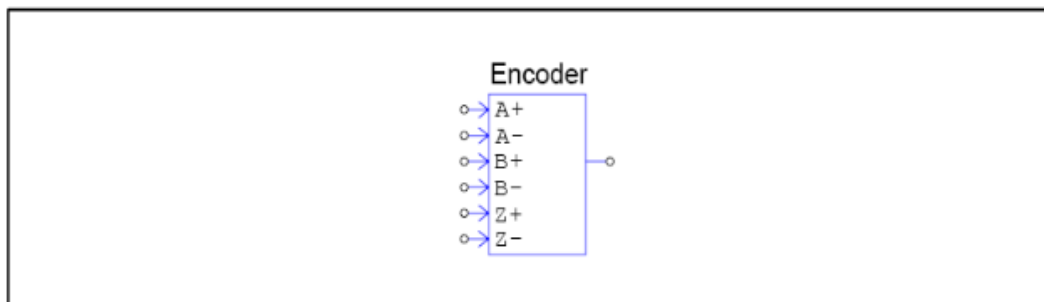 Encoder
A+
A-
B+
B-
Z+
Z-